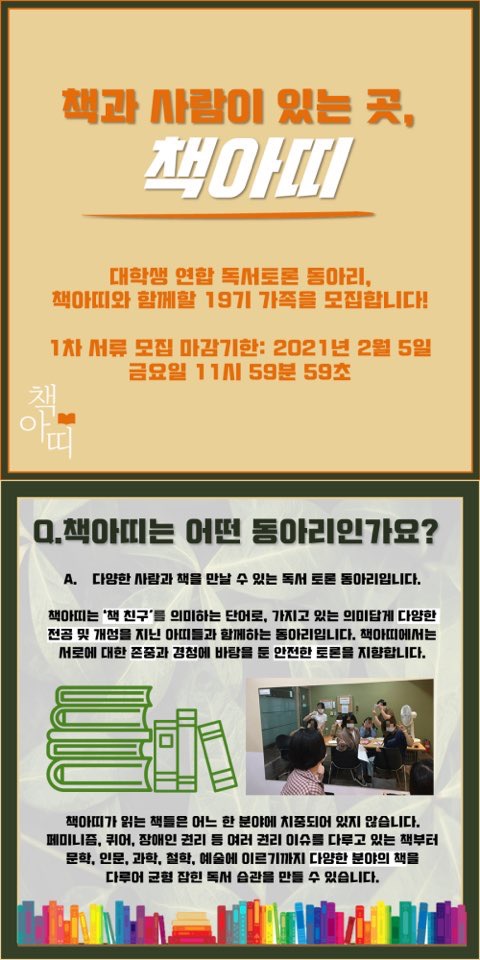 책과 사람이 있는 곳,
책아띠
대학생 연합 독서토론 동아리,
책아띠와 함께할 19기 가족을 모집합니다!
1차 서류 모집 마감기한: 2021년 2월 5일
금요일 11시 59분 59초
책
아띠
Q.책아띠는 어떤 동아리인가요?
A. 다양한 사람과 책을 만날 수 있는 독서 토론 동아리입니다.
책아띠는 '책 친구'를 의미하는 단어로, 가지고 있는 의미답게 다양한
전공 및 개성을 지닌 아띠들과 함께하는 동아리입니다. 책아띠에서는
서로에 대한 존중과 경청에 바탕을 둔 안전한 토론을 지향합니다.
책아띠가 읽는 책들은 어느 한 분야에 치중되어 있지 않습니다.
페미니즘, 퀴어, 장애인 권리 등 여러 권리 이슈를 다루고 있는 책부터
문학, 인문, 과학, 철학, 예술에 이르기까지 다양한 분야의 책을
다루어 균형 잡힌 독서 습관을 만들 수 있습니다.